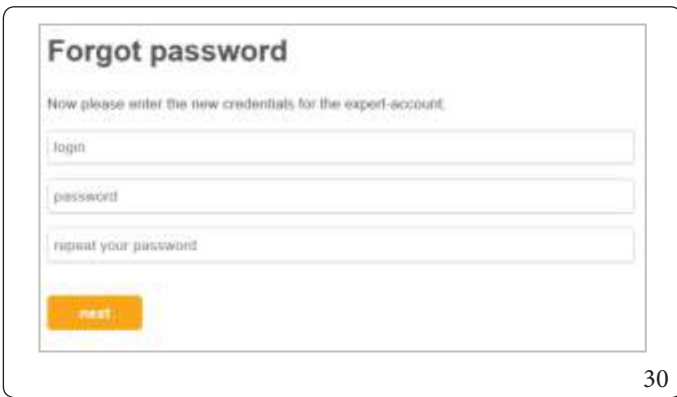 Forgot password
Now please enter the new credentials for the expert-account.
login
password
repeat your password
next
30